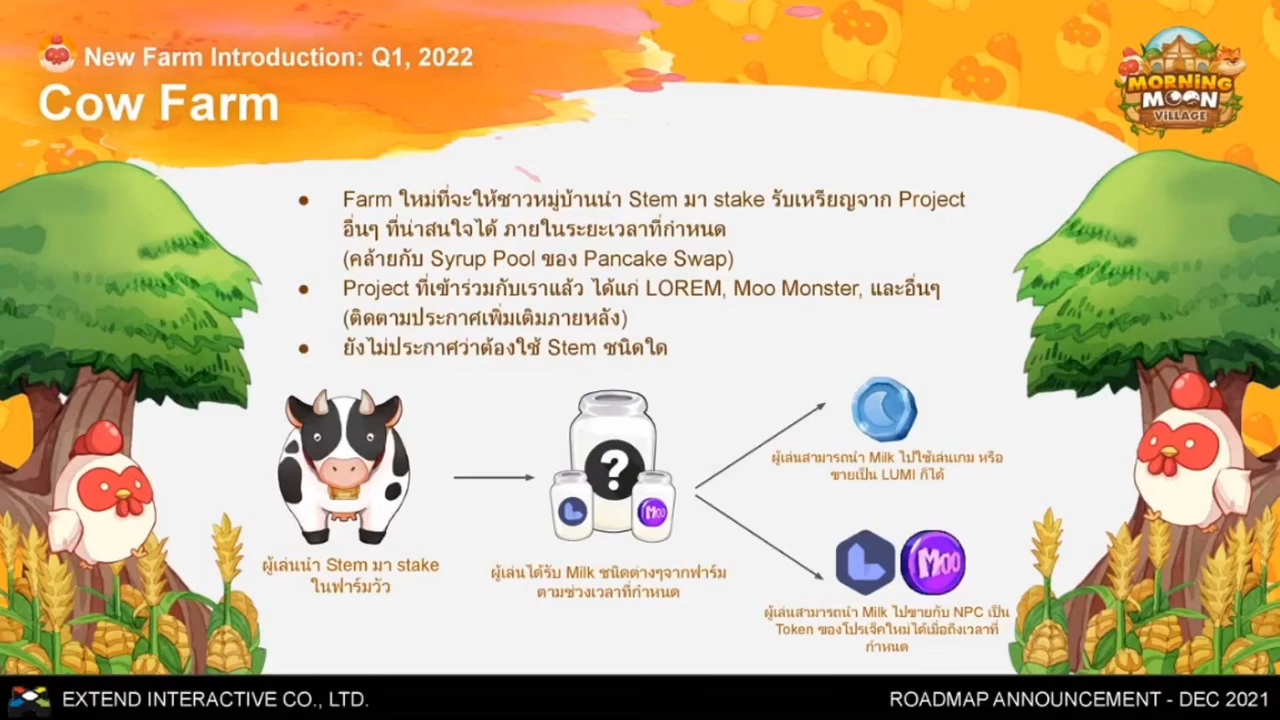 New Farm Introduction: Q1, 2022
Cow Farm
MORNING
MOON
VILLAGE
Farm ใหม่ที่จะให้ชาวหมู่บ้านนำ Stem มา stake รับเหรียญจาก Project
อื่นๆ ที่น่าสนใจได้ ภายในระยะเวลาที่กำหนด
(คล้ายกับ Syrup Pool ของ Pancake Swap)
Project ที่เข้าร่วมกับเราแล้ว ได้แก่ LOREM, Moo Monster, และอื่นๆ
(ติดตามประกาศเพิ่มเติมภายหลัง)
ยังไม่ประกาศว่าต้องใช้ Stem ชนิดใด
?
Moo
ผู้เล่นนำ Stem มา stake
ในฟาร์มวัว
ผู้เล่นได้รับ Milk ชนิดต่างๆจากฟาร์ม
ตามช่วงเวลาที่กำหนด
ผู้เล่นสามารถนำ Milk ไปใช้เล่นเกม หรือ
ขายเป็น LUMI ก็ได้
Moo
ผู้เล่นสามารถนำ Milk ไปขายกับ NPC เป็น
Token ของโปรเจ็คใหม่ได้เมื่อถึงเวลาที่
กำหนด
EXTEND INTERACTIVE CO., LTD.
ROADMAP ANNOUNCEMENT - DEC 2021